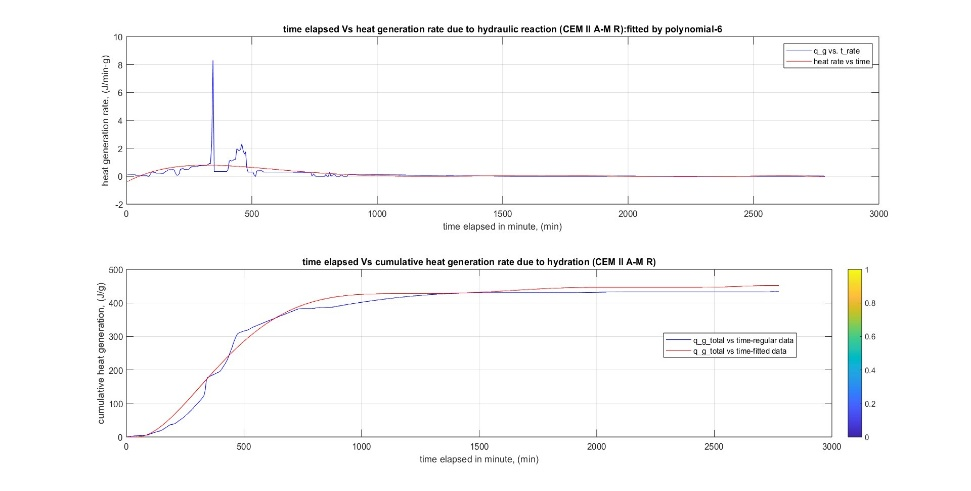 time elapsed Vs heat generation rate due to hydraulic reaction (CEM II A-M R):fitted by polynomial-6
heat generation rate, (J/min-g)
10
8
6
4
2
0
-2
q_g vs. t_rate
heat rate vs time
0 500 1000 1500 2000 2500 3000
time elapsed in minute, (min)
time elapsed Vs cumulative heat generation rate due to hydration (CEM II A-M R)
cumulative heat generation, (J/g)
500
400
300
200
100
0
q_g_total vs time-regular data
q_g_total vs time-fitted data
0 500 1000 1500 2000 2500 3000
time elapsed in minute, (min)
1
0.8
0.6
0.4
0.2
0